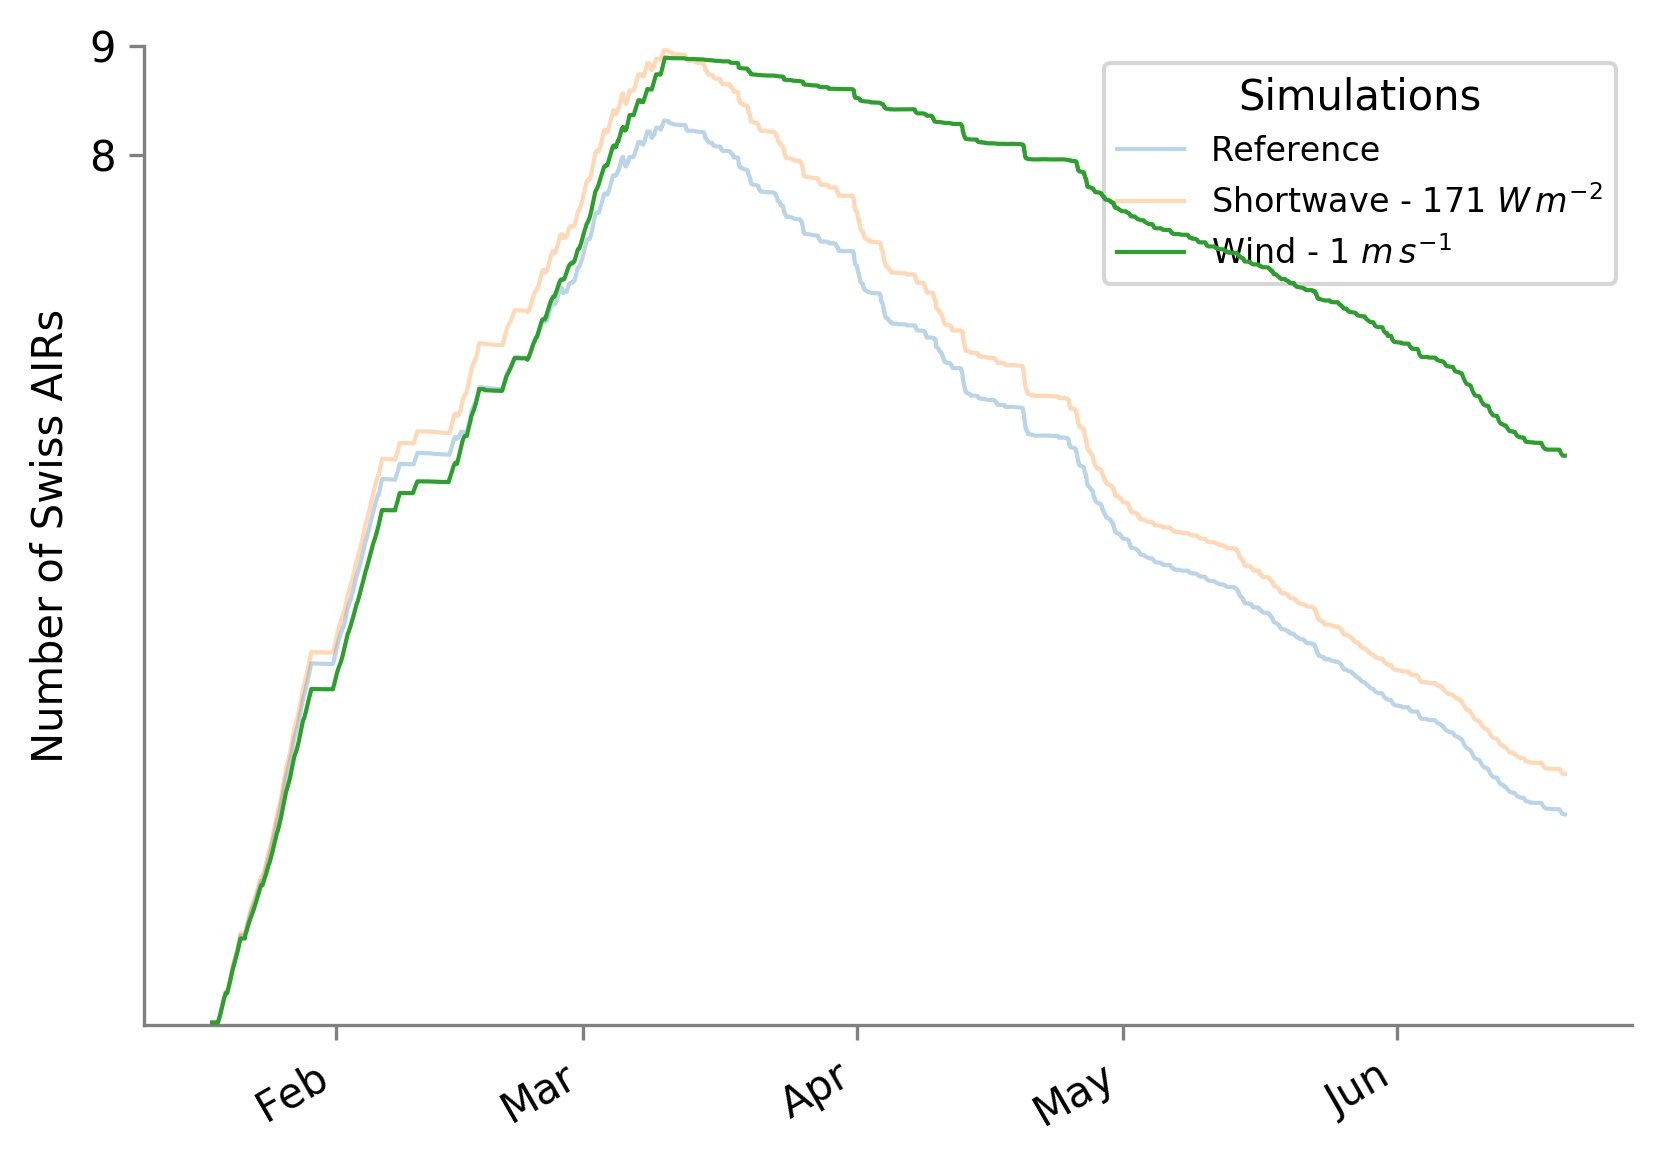 9
8
Number of Swiss AIRs
Simulations
Reference
Shortwave - 171 W m⁻²
Wind - 1 m s⁻¹
Feb
Mar
Apr
May
Jun